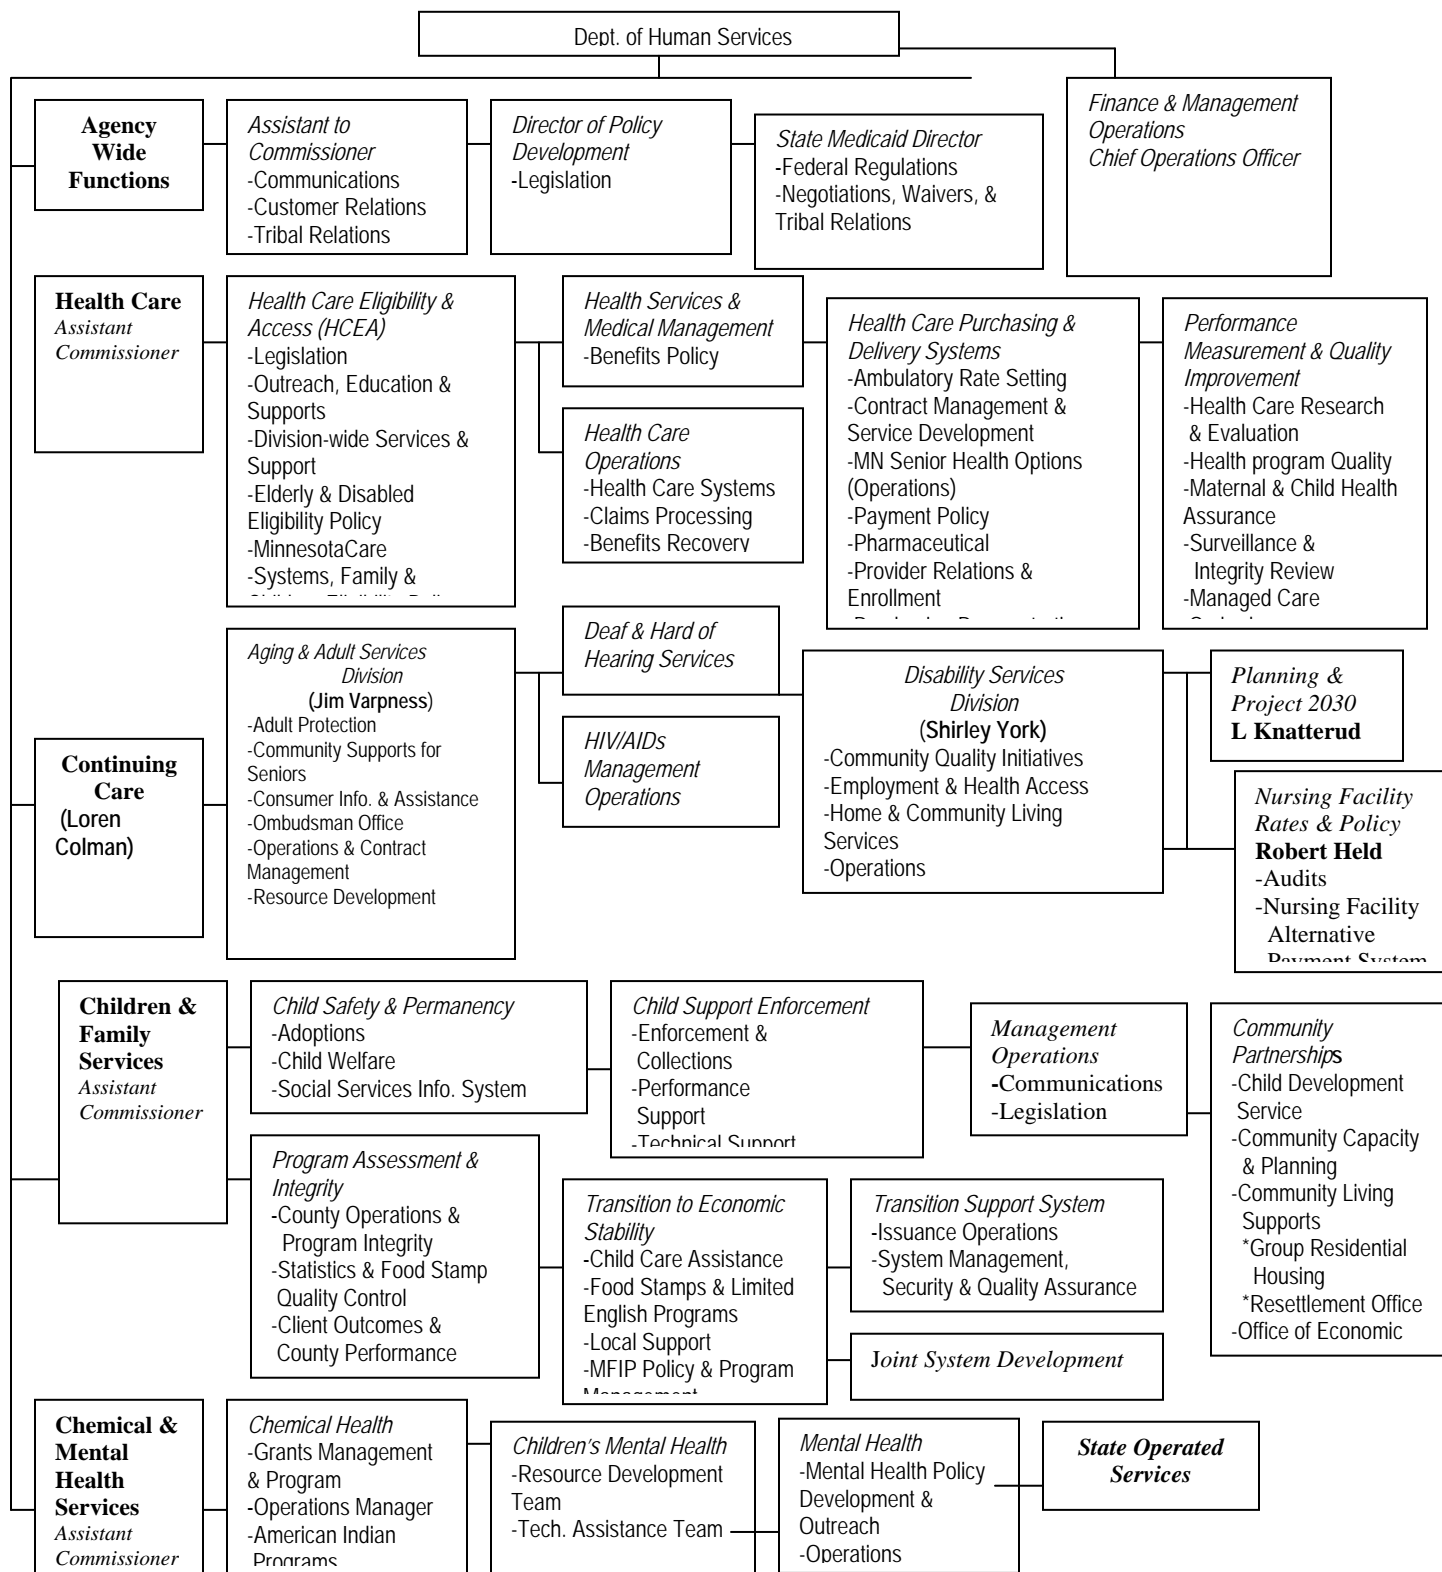 Dept. of Human Services
Agency
Wide
Functions
Assistant to
Commissioner
-Communications
-Customer Relations
-Tribal Relations
Director of Policy
Development
-Legislation
State Medicaid Director
-Federal Regulations
-Negotiations, Waivers, &
Tribal Relations
Finance & Management
Operations
Chief Operations Officer
Health Care
Assistant
Commissioner
Health Care Eligibility &
Access (HCEA)
-Legislation
-Outreach, Education &
Supports
-Division-wide Services &
Support
-Elderly & Disabled
Eligibility Policy
-MinnesotaCare
-Systems, Family &
Health Services &
Medical Management
-Benefits Policy
Health Care
Operations
-Health Care Systems
-Claims Processing
-Benefits Recovery
Health Care Purchasing &
Delivery Systems
-Ambulatory Rate Setting
-Contract Management &
Service Development
-MN Senior Health Options
(Operations)
-Payment Policy
-Pharmaceutical
-Provider Relations &
Enrollment
Performance
Measurement & Quality
Improvement
-Health Care Research
& Evaluation
-Health program Quality
-Maternal & Child Health
Assurance
-Surveillance &
Integrity Review
-Managed Care
Continuing
Care
(Loren
Colman)
Aging & Adult Services
Division
(Jim Varpness)
-Adult Protection
-Community Supports for
Seniors
-Consumer Info. & Assistance
-Ombudsman Office
-Operations & Contract
Management
-Resource Development
Deaf & Hard of
Hearing Services
HIV/AIDs
Management
Operations
Disability Services
Division
(Shirley York)
-Community Quality Initiatives
-Employment & Health Access
-Home & Community Living
Services
-Operations
Planning &
Project 2030
L Knatterud
Nursing Facility
Rates & Policy
Robert Held
-Audits
-Nursing Facility
Alternative
Payment System
Children &
Family
Services
Assistant
Commissioner
Child Safety & Permanency
-Adoptions
-Child Welfare
-Social Services Info. System
Child Support Enforcement
-Enforcement &
Collections
-Performance
Support
-Technical Support
Management
Operations
-Communications
-Legislation
Community
Partnerships
-Child Development
Service
-Community Capacity
& Planning
-Community Living
Supports
*Group Residential
Housing
*Resettlement Office
-Office of Economic
Program Assessment &
Integrity
-County Operations &
Program Integrity
-Statistics & Food Stamp
Quality Control
-Client Outcomes &
County Performance
Transition to Economic
Stability
-Child Care Assistance
-Food Stamps & Limited
English Programs
-Local Support
-MFIP Policy & Program
Management
Transition Support System
-Issuance Operations
-System Management,
Security & Quality Assurance
Joint System Development
Chemical &
Mental
Health
Services
Assistant
Commissioner
Chemical Health
-Grants Management
& Program
-Operations Manager
-American Indian
Programs
Children's Mental Health
-Resource Development
Team
-Tech. Assistance Team
Mental Health
-Mental Health Policy
Development &
Outreach
-Operations
State Operated
Services